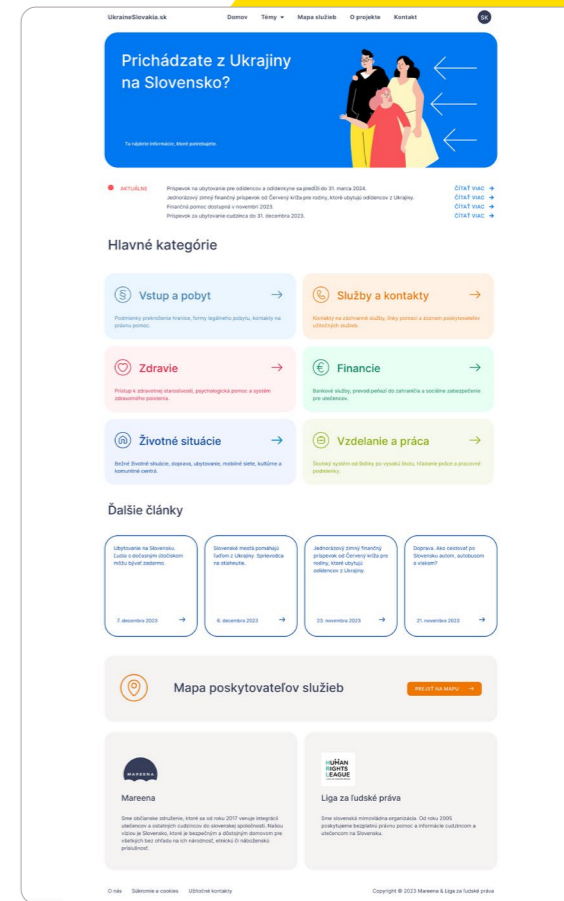 UkraineSlovakia.sk
Domov Témy Mapa služieb O projekte Kontakt SK
Prichádzate z Ukrajiny
na Slovensko?
Tu nájdete informácie, ktoré potrebujete.
AKTUÁLNE
Príspevok na ubytovanie pre odídencov a odídenkyne sa predĺži do 31. marca 2024. ČÍTAŤ VIAC
Jednorázový zimný finančný príspevok od Červený kríža pre rodiny, ktoré ubytujú odídencov z Ukrajiny. ČÍTAŤ VIAC
Finančná pomoc dostupná v novembri 2023. ČÍTAŤ VIAC
Príspevok za ubytovanie cudzinca do 31. decembra 2023. ČÍTAŤ VIAC
Hlavné kategórie
Vstup a pobyt
Podmienky prekročenia hranice, formy legálneho pobytu, kontakty na
právnu pomoc.
Služby a kontakty
Kontakty na záchranné služby, linky pomoci a zoznam poskytovateľov
užitočných služieb.
Zdravie
Prístup k zdravotnej starostlivosti, psychologická pomoc a systém
zdravotného poistenia.
Financie
Bankové služby, prevod peňazí do zahraničia a sociálne zabezpečenie
pre utečencov.
Životné situácie
Bežné životné situácie, doprava, ubytovanie, mobilné siete, kultúrne a
komunitné centrá.
Vzdelanie a práca
Školský systém od škôlky po vysokú školu, hľadanie práce a pracovné
podmienky.
Ďalšie články
Ubytovanie na Slovensku.
Ľudia s dočasným útočiskom
môžu bývať zadarmo.
7. decembra 2023
Slovenské mestá pomáhajú
ľuďom z Ukrajiny. Sprievodca
na stiahnutie.
6. decembra 2023
Jednorázový zimný finančný
príspevok od Červený kríža pre
rodiny, ktoré ubytujú
odídencov z Ukrajiny.
23. novembra 2023
Doprava. Ako cestovať po
Slovensku autom, autobusom
a vlakom?
21. novembra 2023
Mapa poskytovateľov služieb
PREJSŤ NA MAPU
MAREENA
Mareena
Sme občianske združenie, ktoré sa od roku 2017 venuje integrácii
utečencov a ostatných cudzincov do slovenskej spoločnosti. Našou
víziou je Slovensko, ktoré je bezpečným a dôstojným domovom pre
všetkých bez ohľadu na ich národnosť, etnickú či náboženskú
príslušnosť.
HUMAN
RIGHTS
LEAGUE
Liga za ľudské práva
Sme slovenská mimovládna organizácia. Od roku 2005
poskytujeme bezplatnú právnu pomoc a informácie cudzincom a
utečencom na Slovensku.
O nás Súkromie a cookies Užitočné kontakty
Copyright © 2023 Mareena & Liga za ľudské práva